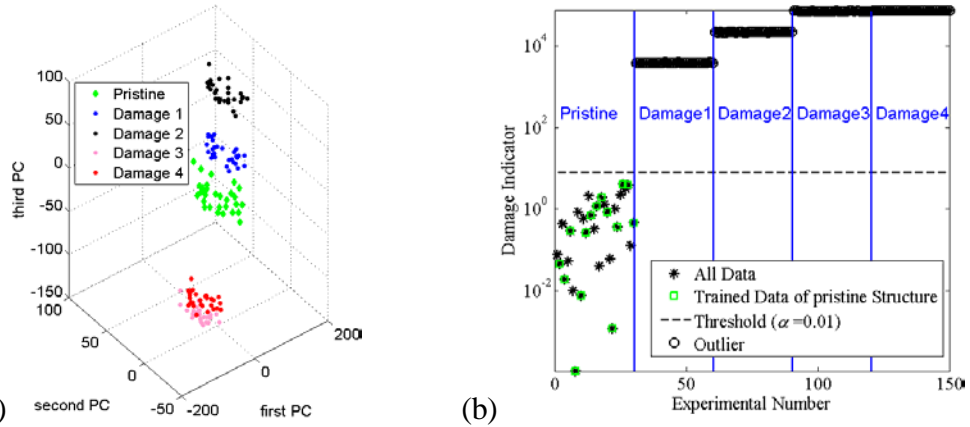 100
50
0
-50
-100
-150
third PC
Pristine
Damage 1
Damage 2
Damage 3
Damage 4
100
50
0
-50
second PC
-200
0
200
first PC
)
(b)
10^4
10^2
10^0
10^-2
Damage Indicator
Pristine
Damage1
Damage2
Damage3
Damage4
All Data
Trained Data of pristine Structure
Threshold (α=0.01)
Outlier
0
50
100
150
Experimental Number